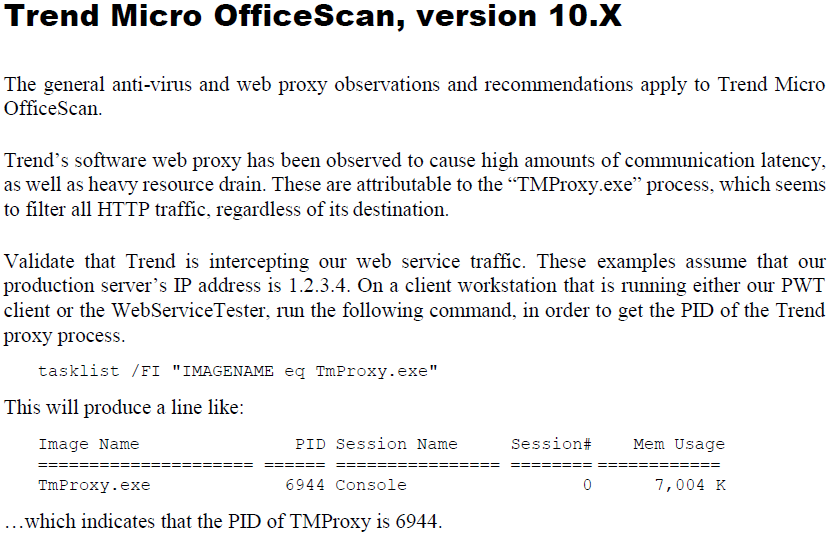 Trend Micro OfficeScan, version 10.X
The general anti-virus and web proxy observations and recommendations apply to Trend Micro
OfficeScan.
Trend’s software web proxy has been observed to cause high amounts of communication latency,
as well as heavy resource drain. These are attributable to the “TMProxy.exe” process, which seems
to filter all HTTP traffic, regardless of its destination.
Validate that Trend is intercepting our web service traffic. These examples assume that our
production server’s IP address is 1.2.3.4. On a client workstation that is running either our PWT
client or the WebServiceTester, run the following command, in order to get the PID of the Trend
proxy process.
tasklist /FI "IMAGENAME eq TmProxy.exe"
This will produce a line like:
Image Name PID Session Name Session# Mem Usage
========================= ====== ================ ======== ============
TmProxy.exe 6944 Console 0 7,004 K
…which indicates that the PID of TMProxy is 6944.